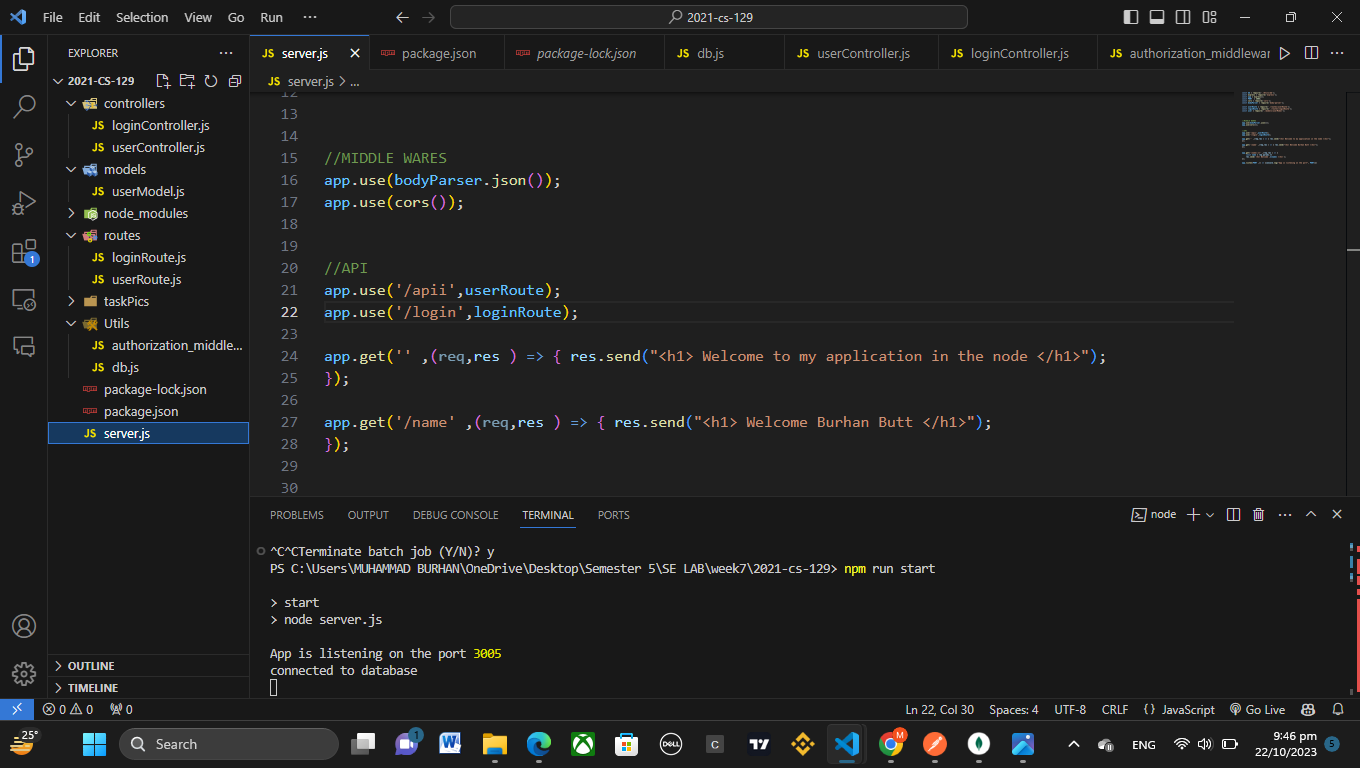 File Edit Selection View Go Run ··· 2021-cs-129
EXPLORER ···
2021-CS-129
controllers
JS loginController.js
JS userController.js
models
JS userModel.js
node_modules
routes
JS loginRoute.js
JS userRoute.js
taskPics
Utils
JS authorization_middle...
JS db.js
package-lock.json
package.json
JS server.js
OUTLINE
TIMELINE
1
JS server.js package.json package-lock.json JS db.js JS userController.js JS loginController.js JS authorization_middlewar ···
JS server.js > ...
12
13
14
15 //MIDDLE WARES
16 app.use(bodyParser.json());
17 app.use(cors());
18
19
20 //API
21 app.use('/apii',userRoute);
22 app.use('/login',loginRoute);
23
24 app.get('' ,(req,res ) => { res.send("<h1> Welcome to my application in the node </h1>");
25 });
26
27 app.get('/name' ,(req,res ) => { res.send("<h1> Welcome Burhan Butt </h1>");
28 });
29
30
PROBLEMS OUTPUT DEBUG CONSOLE TERMINAL PORTS node ···
^C^CTerminate batch job (Y/N)? y
PS C:\Users\MUHAMMAD BURHAN\OneDrive\Desktop\Semester 5\SE LAB\week7\2021-cs-129> npm run start
> start
> node server.js
App is listening on the port 3005
connected to database
0 0 0 Ln 22, Col 30 Spaces: 4 UTF-8 CRLF {} JavaScript Go Live
25° Search 1 W DELL C M ENG 9:46 pm 5
22/10/2023